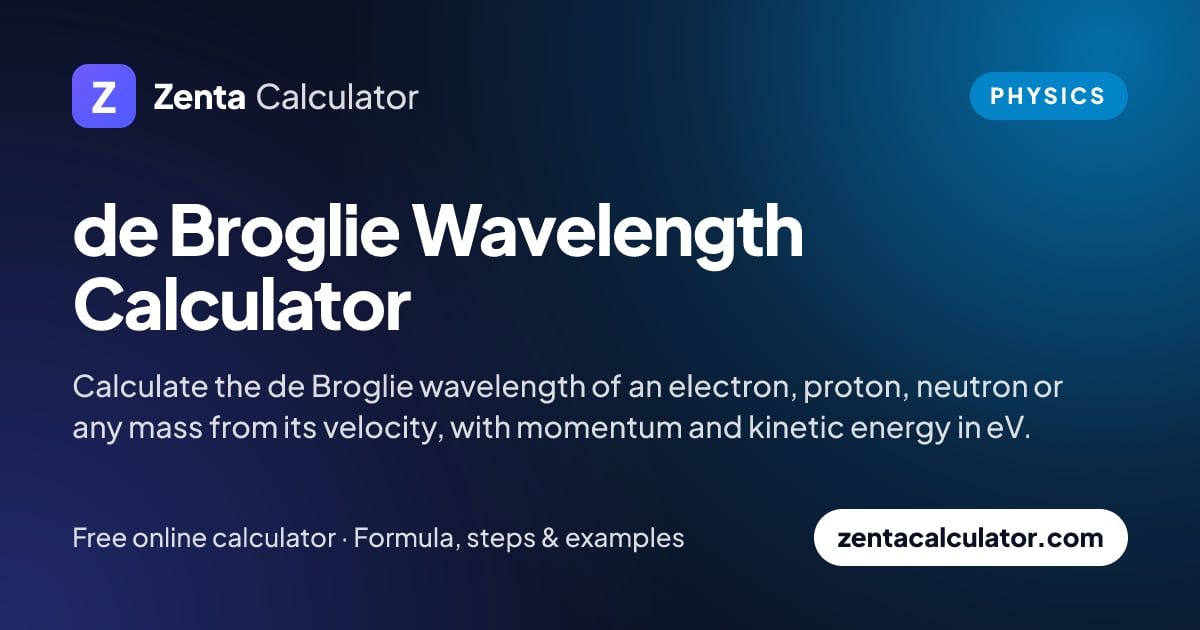 Z
Zenta Calculator
PHYSICS
de Broglie Wavelength
Calculator
Calculate the de Broglie wavelength of an electron, proton, neutron or
any mass from its velocity, with momentum and kinetic energy in eV.
Free online calculator · Formula, steps & examples
zentacalculator.com